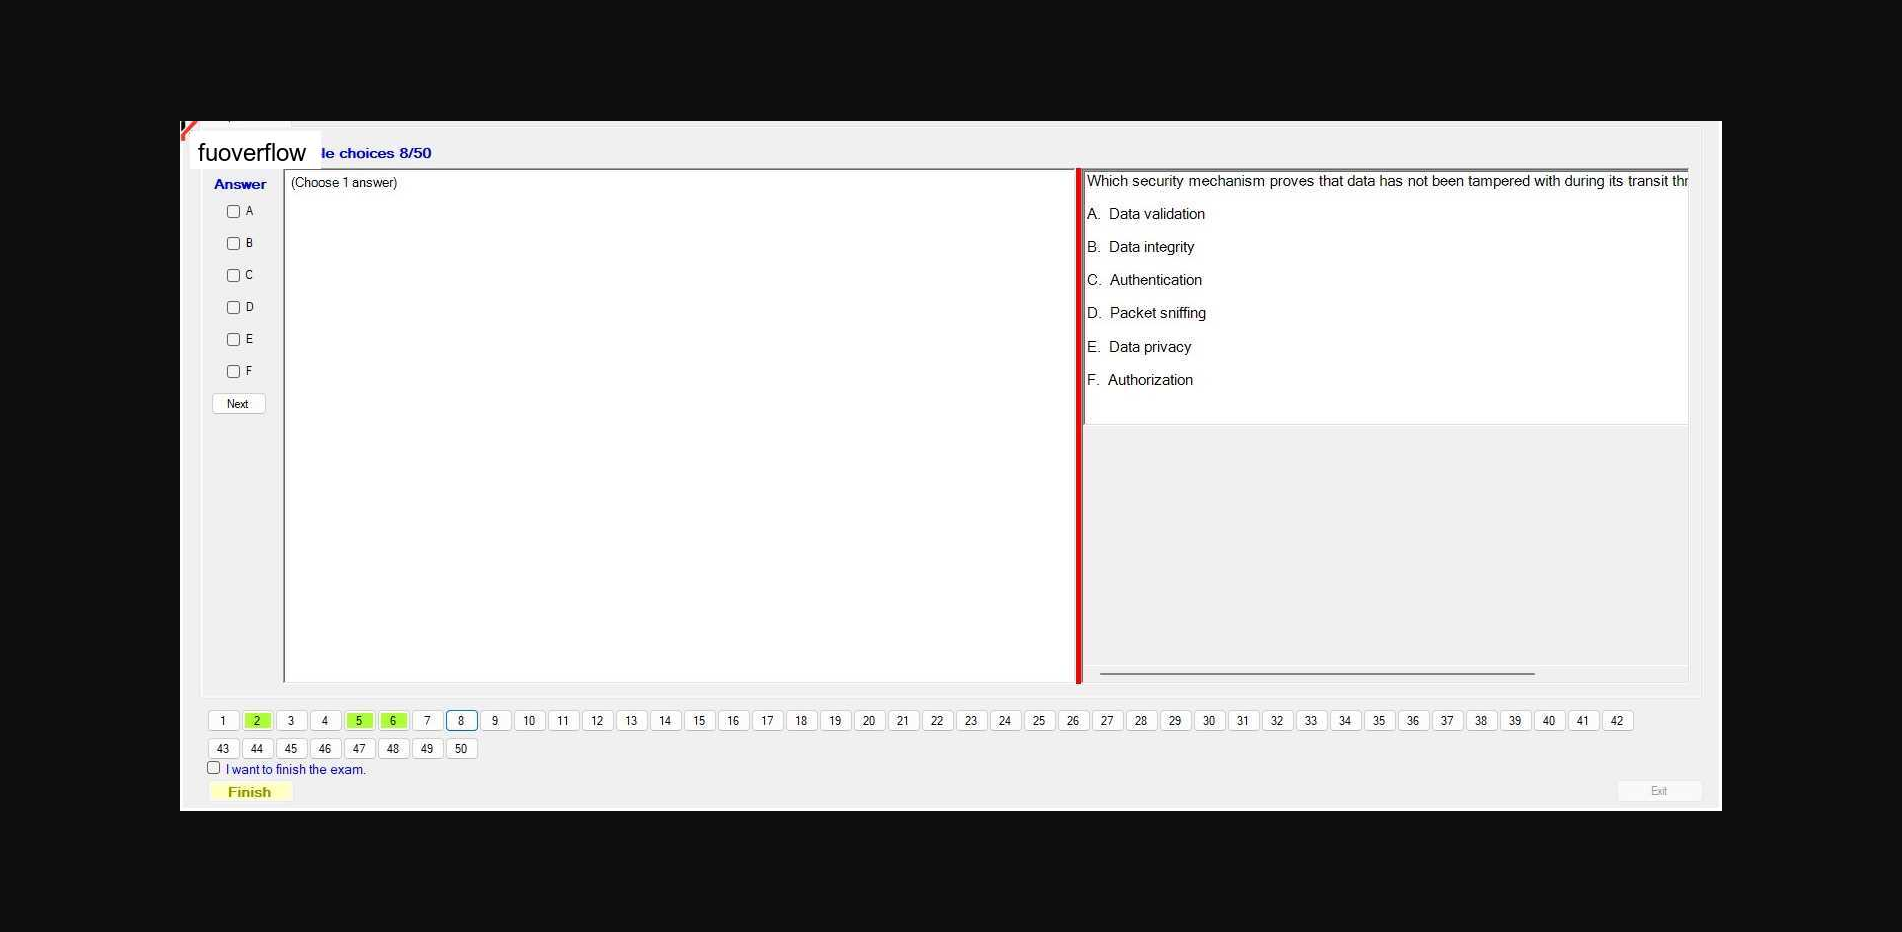 fuoverflow
le choices 8/50
Answer
(Choose 1 answer)
A
B
C
D
E
F
Next
Which security mechanism proves that data has not been tampered with during its transit thr
A. Data validation
B. Data integrity
C. Authentication
D. Packet sniffing
E. Data privacy
F. Authorization
1 2 3 4 5 6 7 8 9 10 11 12 13 14 15 16 17 18 19 20 21 22 23 24 25 26 27 28 29 30 31 32 33 34 35 36 37 38 39 40 41 42
43 44 45 46 47 48 49 50
I want to finish the exam.
Finish
Exit